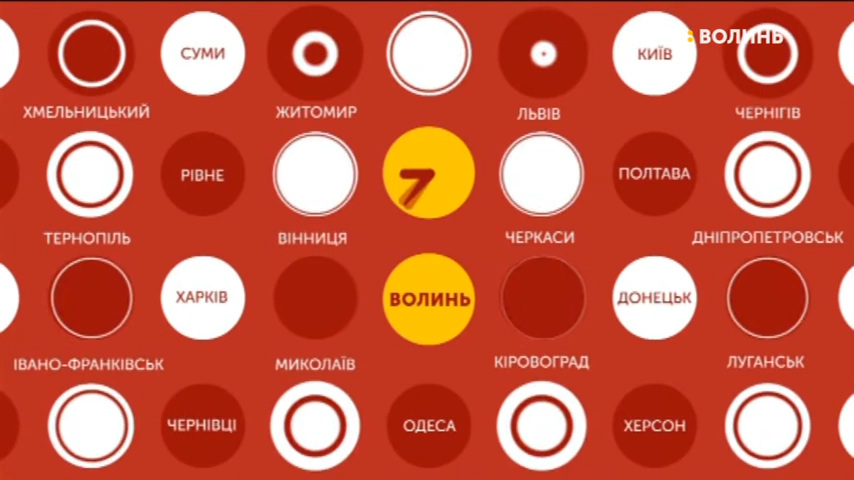 ВОЛИНЬ
СУМИ
КИЇВ
ХМЕЛЬНИЦЬКИЙ
ЖИТОМИР
ЛЬВІВ
ЧЕРНІГІВ
РІВНЕ
ПОЛТАВА
ТЕРНОПІЛЬ
ВІННИЦЯ
ЧЕРКАСИ
ДНІПРОПЕТРОВСЬК
ХАРКІВ
ВОЛИНЬ
ДОНЕЦЬК
ІВАНО-ФРАНКІВСЬК
МИКОЛАЇВ
КІРОВОГРАД
ЛУГАНСЬК
ЧЕРНІВЦІ
ОДЕСА
ХЕРСОН